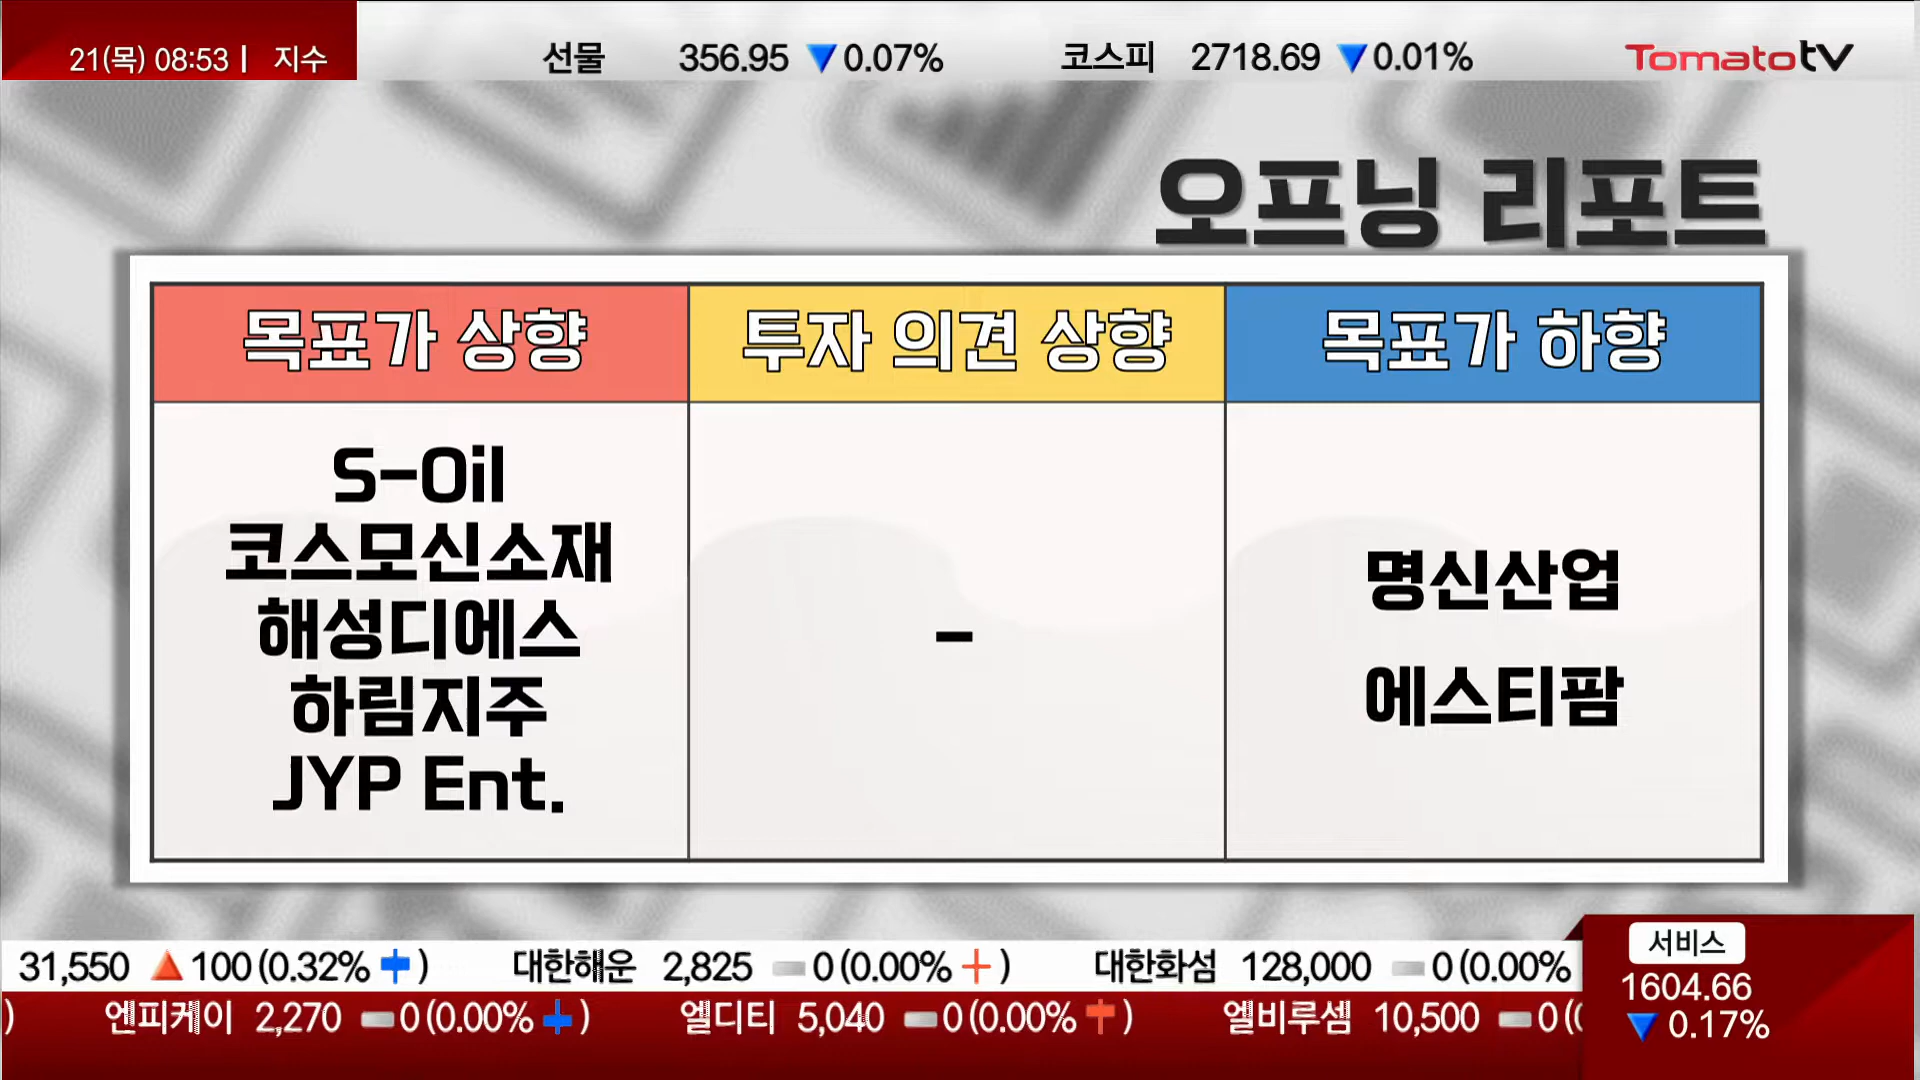 21(목) 08:53 | 지수 선물 356.95 ▼0.07% 코스피 2718.69 ▼0.01% Tomatotv
오프닝 리포트
목표가 상향 투자 의견 상향 목표가 하향
S-Oil
코스모신소재
해성디에스
하림지주
JYP Ent.
-
명신산업
에스티팜
31,550 ▲100(0.32% + ) 대한해운 2,825 0(0.00% + ) 대한화섬 128,000 0(0.00%
) 엔피케이 2,270 0(0.00% + ) 엘디티 5,040 0(0.00% + ) 엘비루셈 10,500 0(
서비스
1604.66
▼ 0.17%